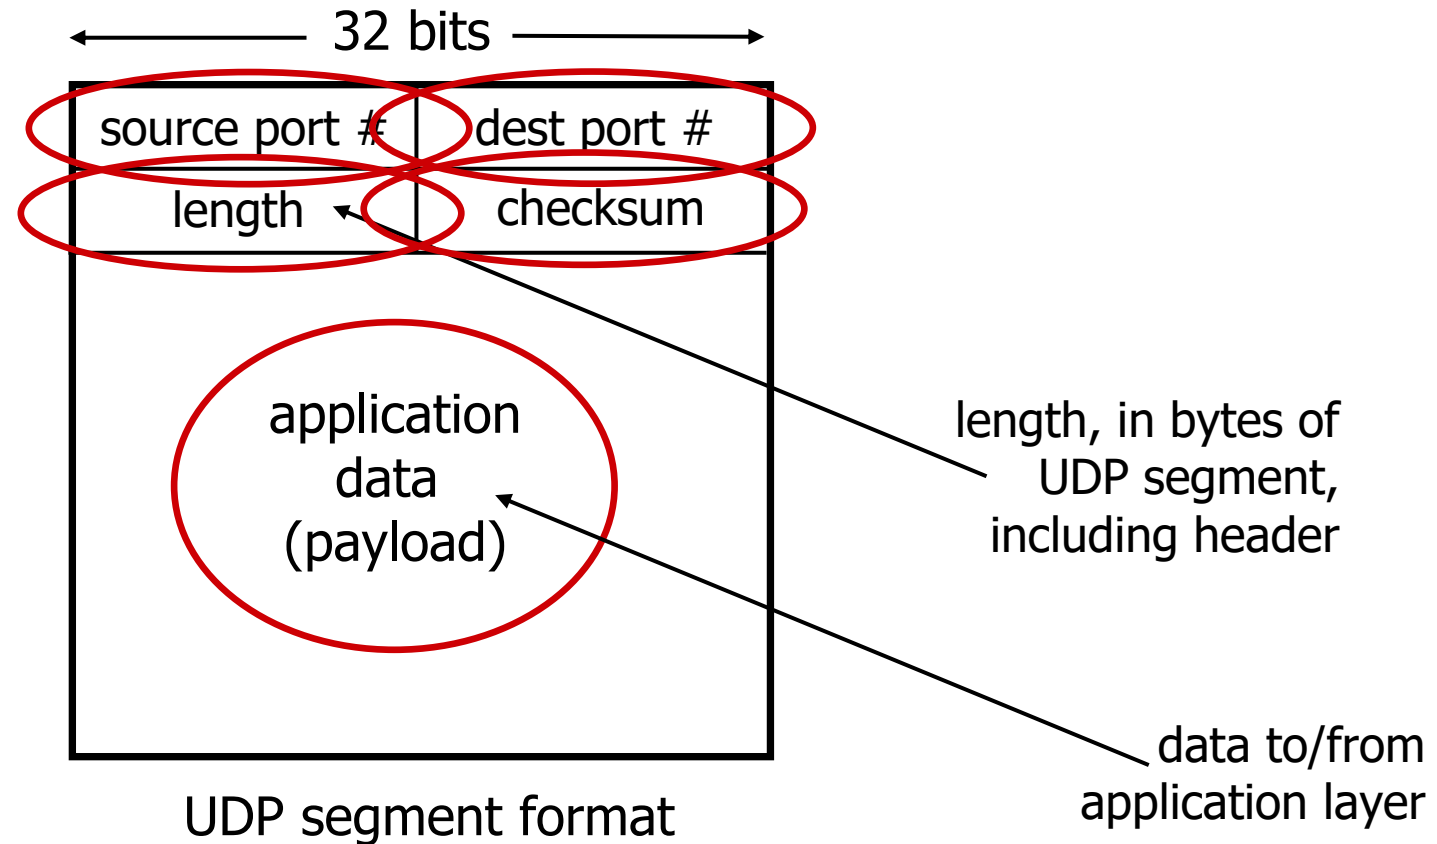 32 bits
source port #
dest port #
length
checksum
application
data
(payload)
length, in bytes of
UDP segment,
including header
data to/from
application layer
UDP segment format